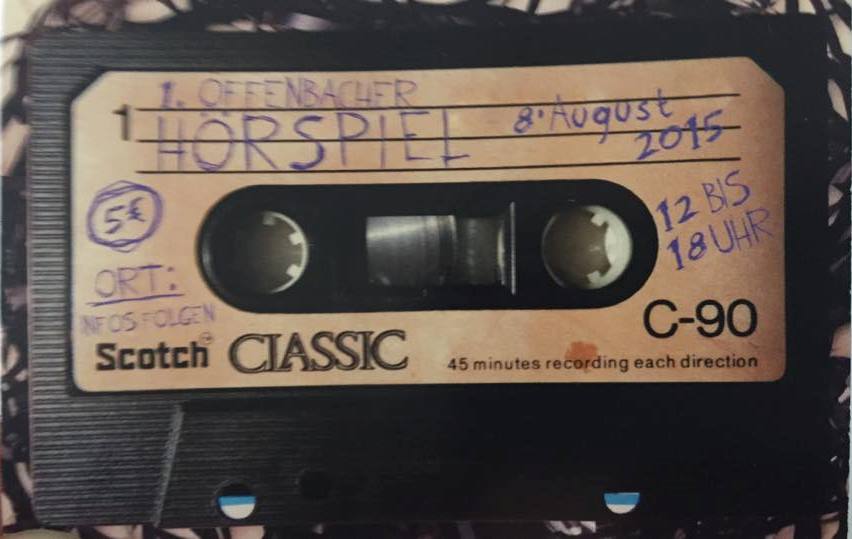 1. OFFENBACHER
1 HÖRSPIEL 8. August
2015
5€
12 BIS
18 UHR
ORT:
INFOS FOLGEN
C-90
Scotch™ CLASSIC
45 minutes recording each direction